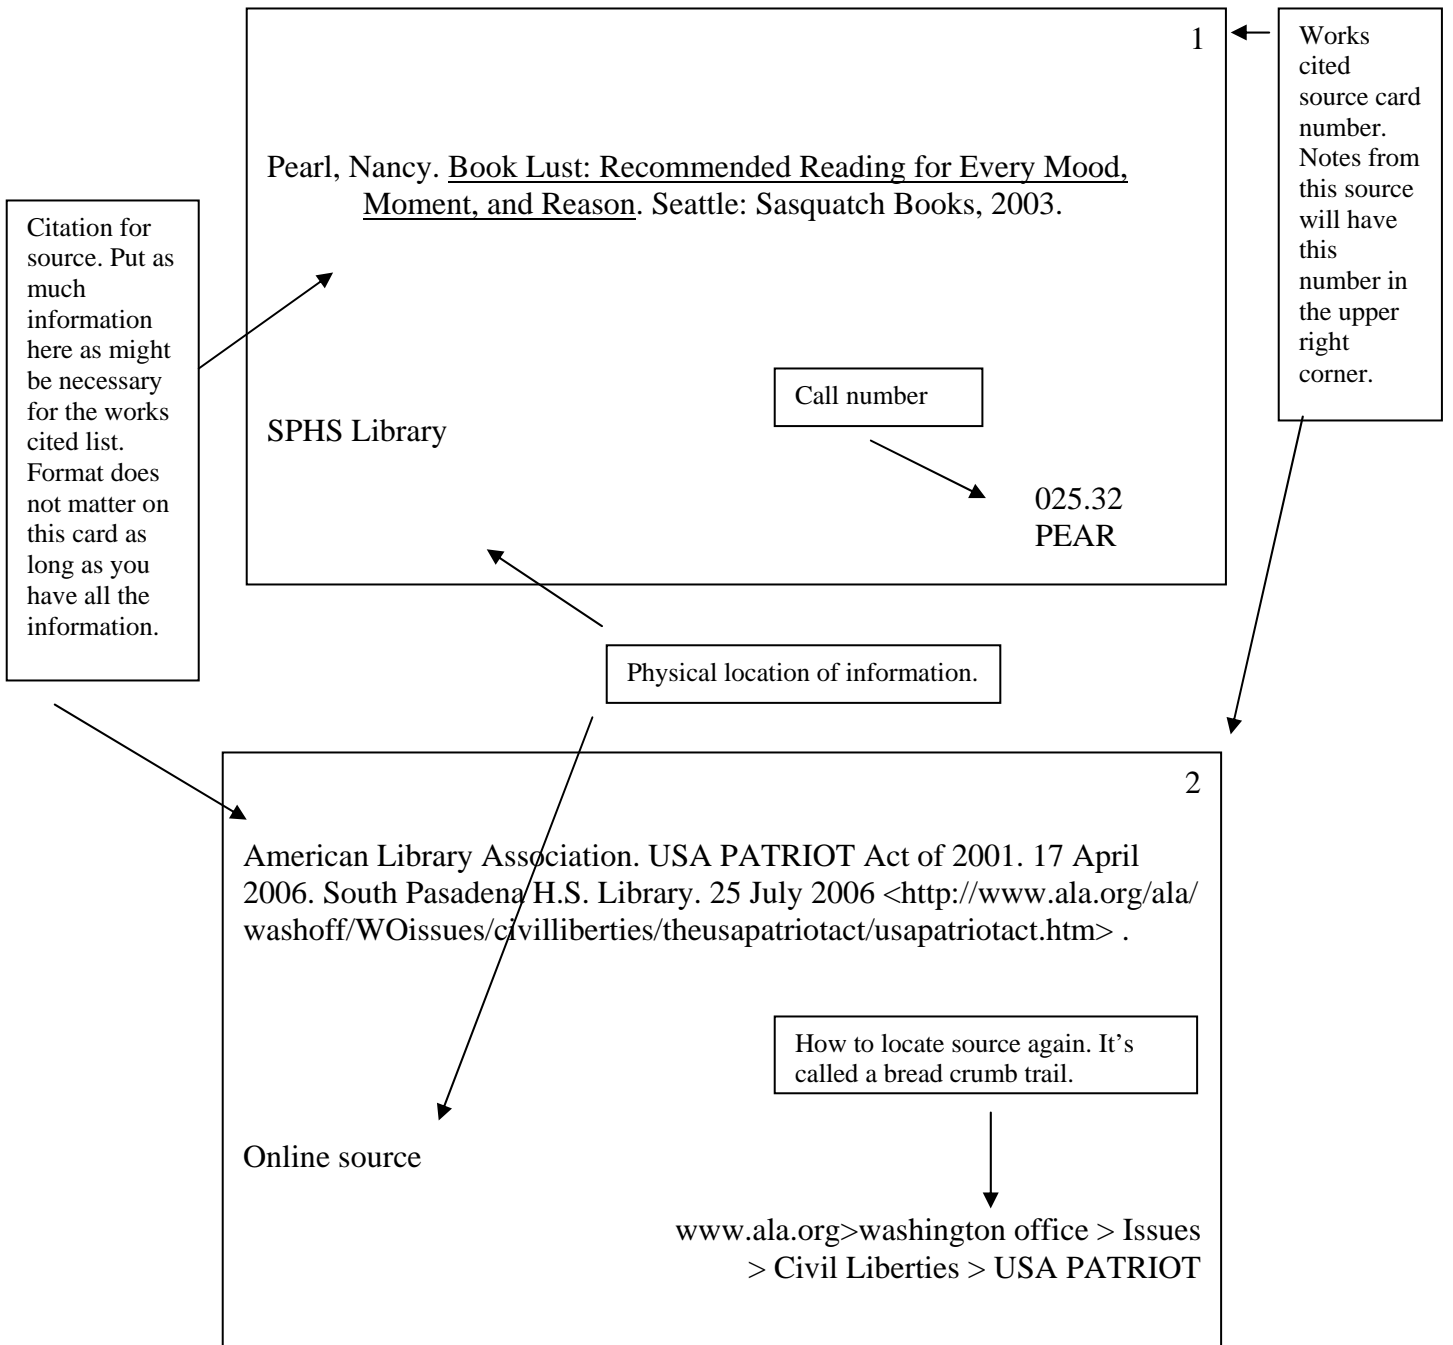 1
Works
cited
source card
number.
Notes from
this source
will have
this
number in
the upper
right
corner.
Pearl, Nancy. Book Lust: Recommended Reading for Every Mood,
Moment, and Reason. Seattle: Sasquatch Books, 2003.
Citation for
source. Put as
much
information
here as might
be necessary
for the works
cited list.
Format does
not matter on
this card as
long as you
have all the
information.
Call number
SPHS Library
025.32
PEAR
Physical location of information.
2
American Library Association. USA PATRIOT Act of 2001. 17 April
2006. South Pasadena H.S. Library. 25 July 2006 <http://www.ala.org/ala/
washoff/WOissues/civilliberties/theusapatriotact/usapatriotact.htm> .
How to locate source again. It’s
called a bread crumb trail.
Online source
www.ala.org>washington office > Issues
> Civil Liberties > USA PATRIOT